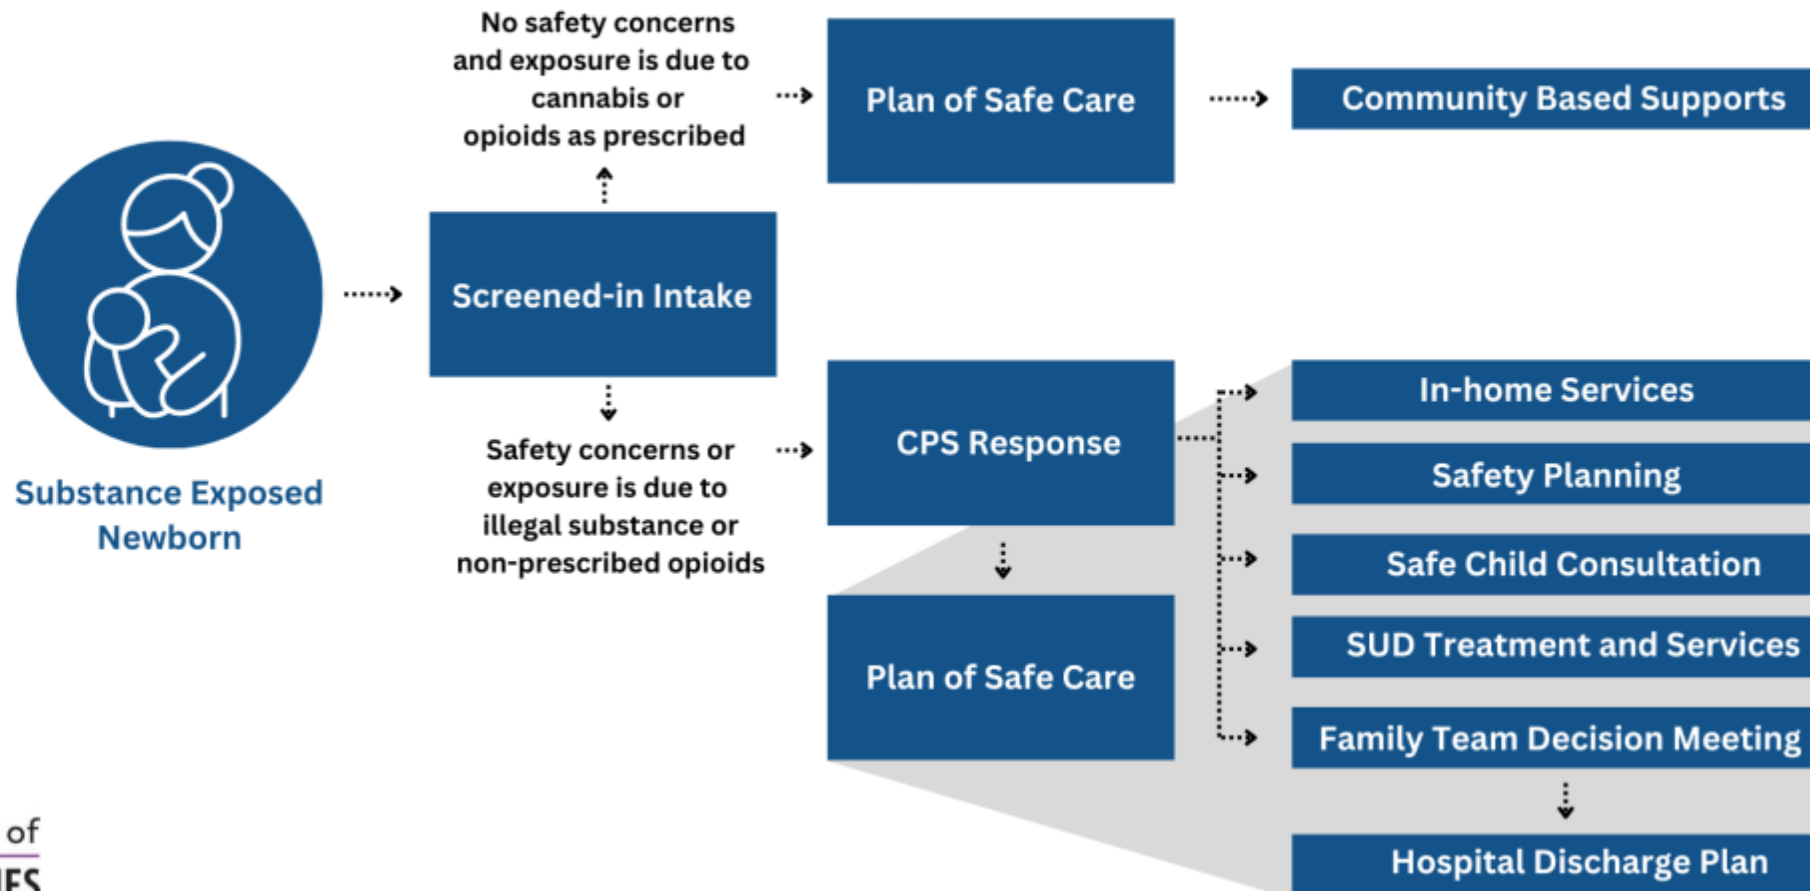 No safety concerns
and exposure is due to
cannabis or
opioids as prescribed
Plan of Safe Care
Community Based Supports
Substance Exposed
Newborn
Screened-in Intake
Safety concerns or
exposure is due to
illegal substance or
non-prescribed opioids
CPS Response
Plan of Safe Care
In-home Services
Safety Planning
Safe Child Consultation
SUD Treatment and Services
Family Team Decision Meeting
Hospital Discharge Plan
of